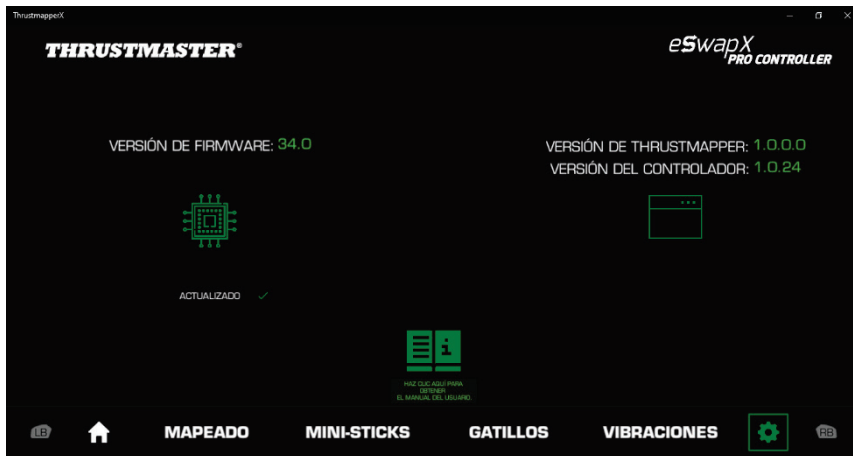 ThrustmapperX
THRUSTMASTER®
eSwapX
PRO CONTROLLER
VERSIÓN DE FIRMWARE: 34.0
VERSIÓN DE THRUSTMAPPER: 1.0.0.0
VERSIÓN DEL CONTROLADOR: 1.0.24
ACTUALIZADO
HAZ CLIC AQUÍ PARA
OBTENER
EL MANUAL DEL USUARIO.
LB
MAPEADO
MINI-STICKS
GATILLOS
VIBRACIONES
RB